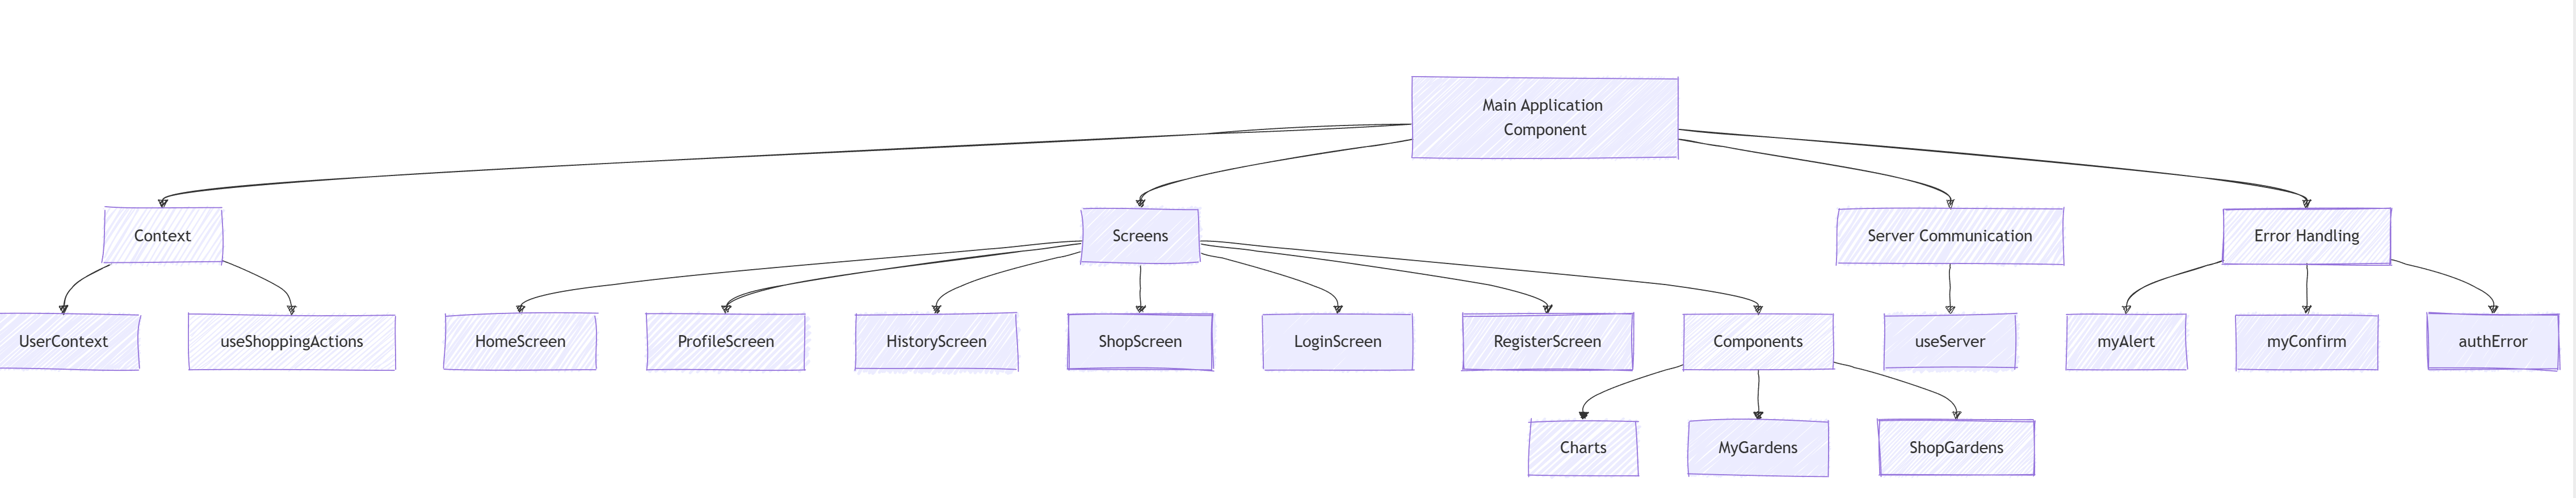 Main Application
Component
Context
Screens
Server Communication
Error Handling
UserContext
useShoppingActions
HomeScreen
ProfileScreen
HistoryScreen
ShopScreen
LoginScreen
RegisterScreen
Components
useServer
myAlert
myConfirm
authError
Charts
MyGardens
ShopGardens